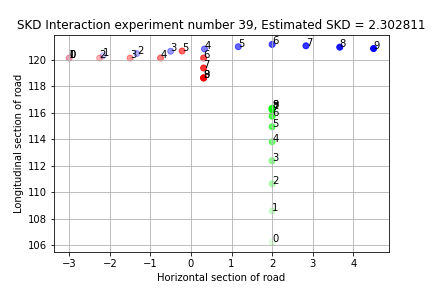 SKD Interaction experiment number 39, Estimated SKD = 2.302811
Longitudinal section of road
120
118
116
114
112
110
108
106
0 1 2 3 4 5 6 7 8 9
1 2 3 4 5 6 7
8
9
6
5
4
3
2
1
0
−3 −2 −1 0 1 2 3 4
Horizontal section of road